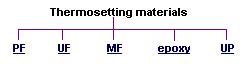 Thermosetting materials
PF UF MF epoxy UP